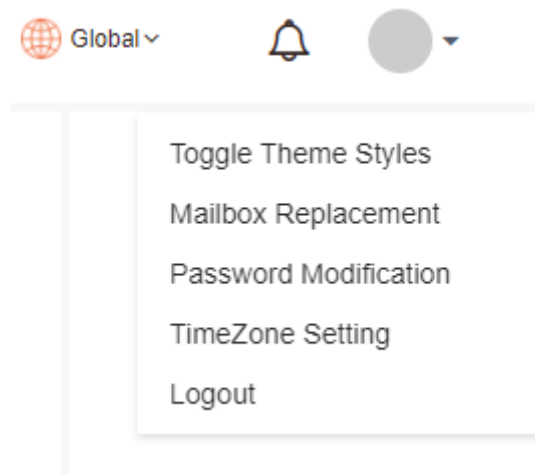 Global
Toggle Theme Styles
Mailbox Replacement
Password Modification
TimeZone Setting
Logout